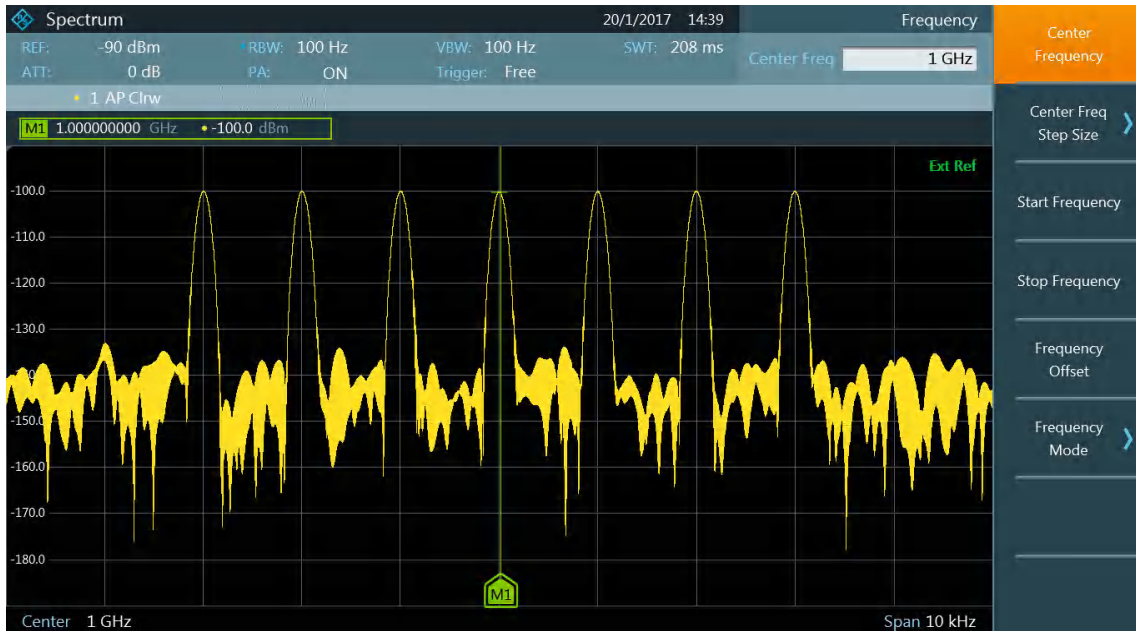 Spectrum 20/1/2017 14:39 Frequency
REF: -90 dBm RBW: 100 Hz VBW: 100 Hz SWT: 208 ms
ATT: 0 dB PA: ON Trigger: Free Center Freq 1 GHz
1 AP Clrw
M1 1.000000000 GHz -100.0 dBm
Ext Ref
-100.0
-110.0
-120.0
-130.0
-150.0
-160.0
-170.0
-180.0
M1
Center 1 GHz Span 10 kHz
Center
Frequency
Center Freq
Step Size
Start Frequency
Stop Frequency
Frequency
Offset
Frequency
Mode